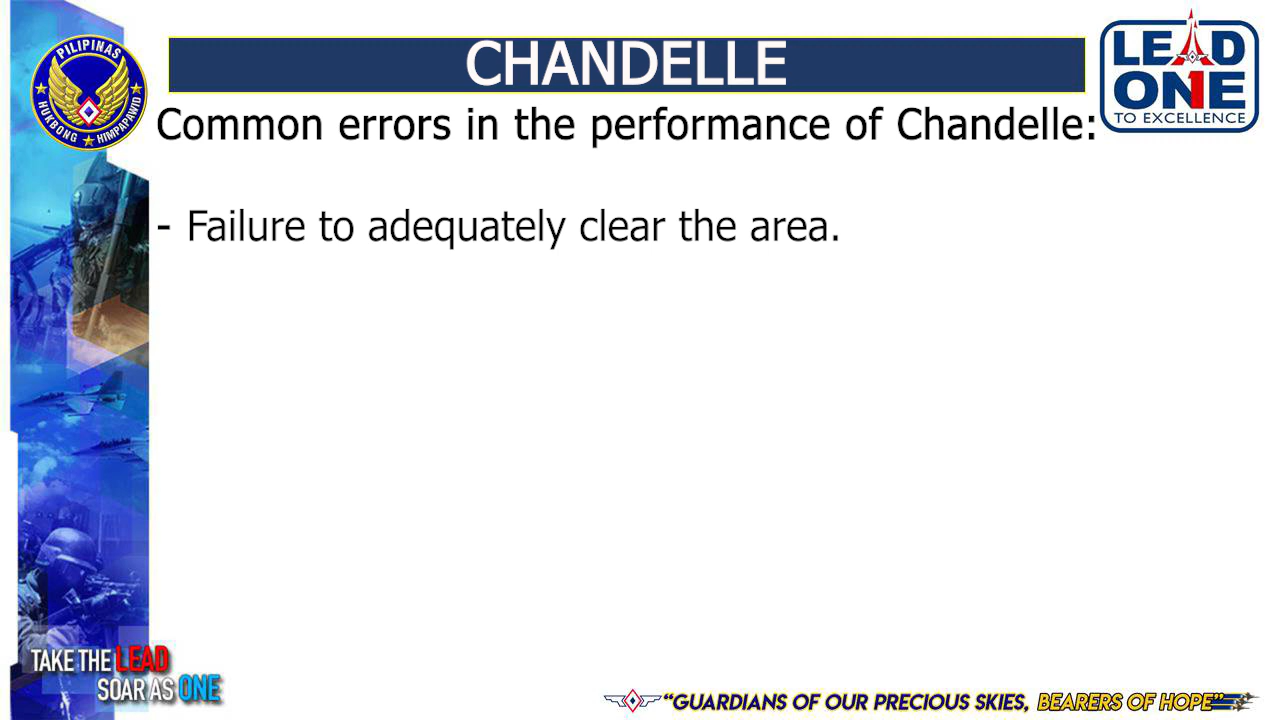 PILIPINAS
HUKBONG HIMPAPAWID
CHANDELLE
LEAD
ONE
TO EXCELLENCE
Common errors in the performance of Chandelle:
- Failure to adequately clear the area.
TAKE THE LEAD
SOAR AS ONE
“GUARDIANS OF OUR PRECIOUS SKIES, BEARERS OF HOPE”